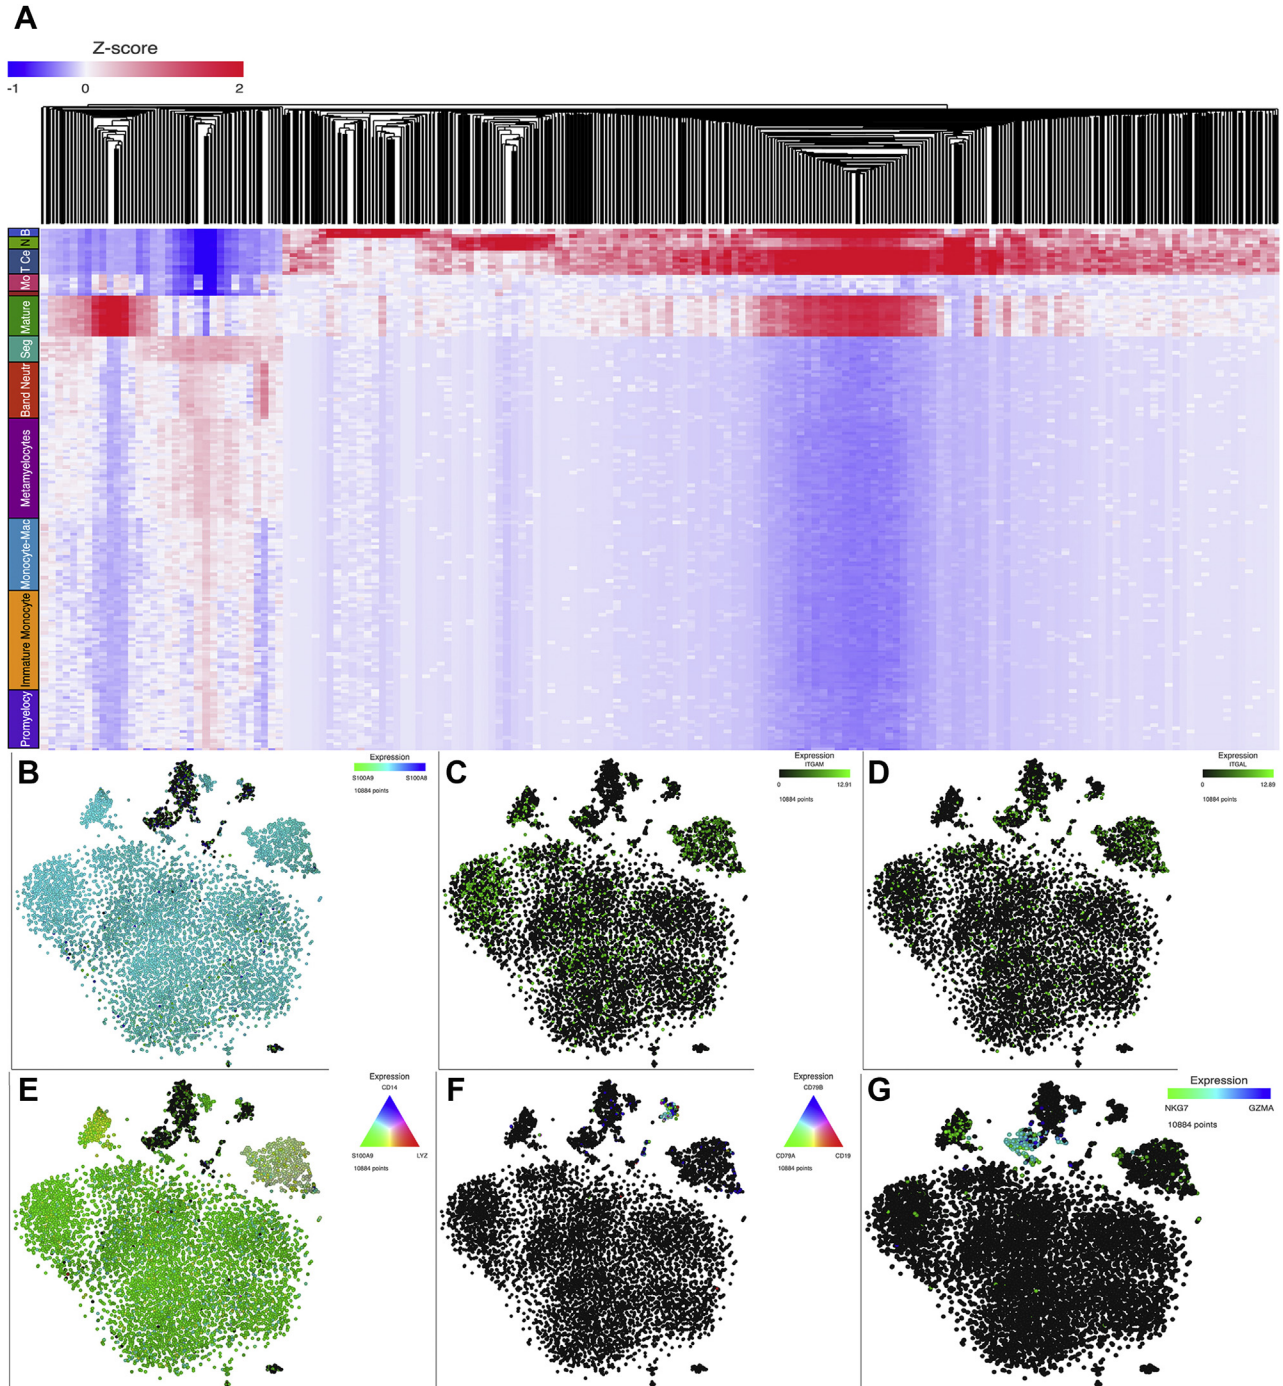 A
Z-score
-1 0 2
B
N
T Ce
Mo
Mature
Seg
Band Neutr
Metamyelocytes
Monocyte-Mac
Immature Monocyte
Promyelocy
B
Expression
S100A9 S100A8
10884 points
C
Expression
ITGAM
0 12.91
10884 points
D
Expression
ITGAL
0 12.89
10884 points
E
Expression
CD14
S100A9 LYZ
10884 points
F
Expression
CD79B
CD79A CD19
10884 points
G
Expression
NKG7 GZMA
10884 points